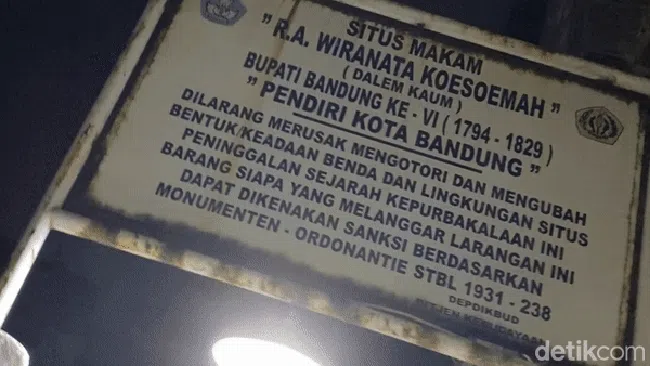 SITUS MAKAM
" R.A. WIRANATA KOESOEMAH "
( DALEM KAUM )
BUPATI BANDUNG KE - VI ( 1794 - 1829 )
" PENDIRI KOTA BANDUNG "
DILARANG MERUSAK MENGOTORI DAN MENGUBAH
BENTUK/KEADAAN BENDA DAN LINGKUNGAN SITUS
PENINGGALAN SEJARAH KEPURBAKALAAN INI
BARANG SIAPA YANG MELANGGAR LARANGAN INI
DAPAT DIKENAKAN SANKSI BERDASARKAN
MONUMENTEN - ORDONANTIE STBL 1931 - 238
DEPDIKBUD
DITJEN KEBUDAYAAN
detikcom